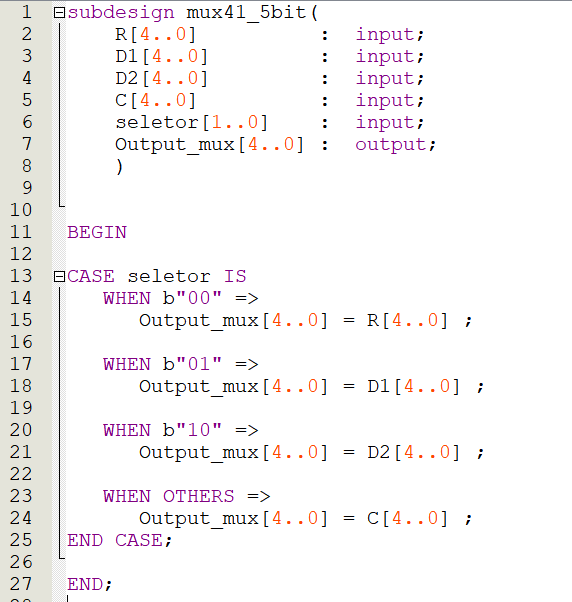 1 subdesign mux41_5bit(
2 R[4..0] : input;
3 D1[4..0] : input;
4 D2[4..0] : input;
5 C[4..0] : input;
6 seletor[1..0] : input;
7 Output_mux[4..0] : output;
8 )
9
10
11 BEGIN
12
13 CASE seletor IS
14 WHEN b"00" =>
15 Output_mux[4..0] = R[4..0] ;
16
17 WHEN b"01" =>
18 Output_mux[4..0] = D1[4..0] ;
19
20 WHEN b"10" =>
21 Output_mux[4..0] = D2[4..0] ;
22
23 WHEN OTHERS =>
24 Output_mux[4..0] = C[4..0] ;
25 END CASE;
26
27 END;